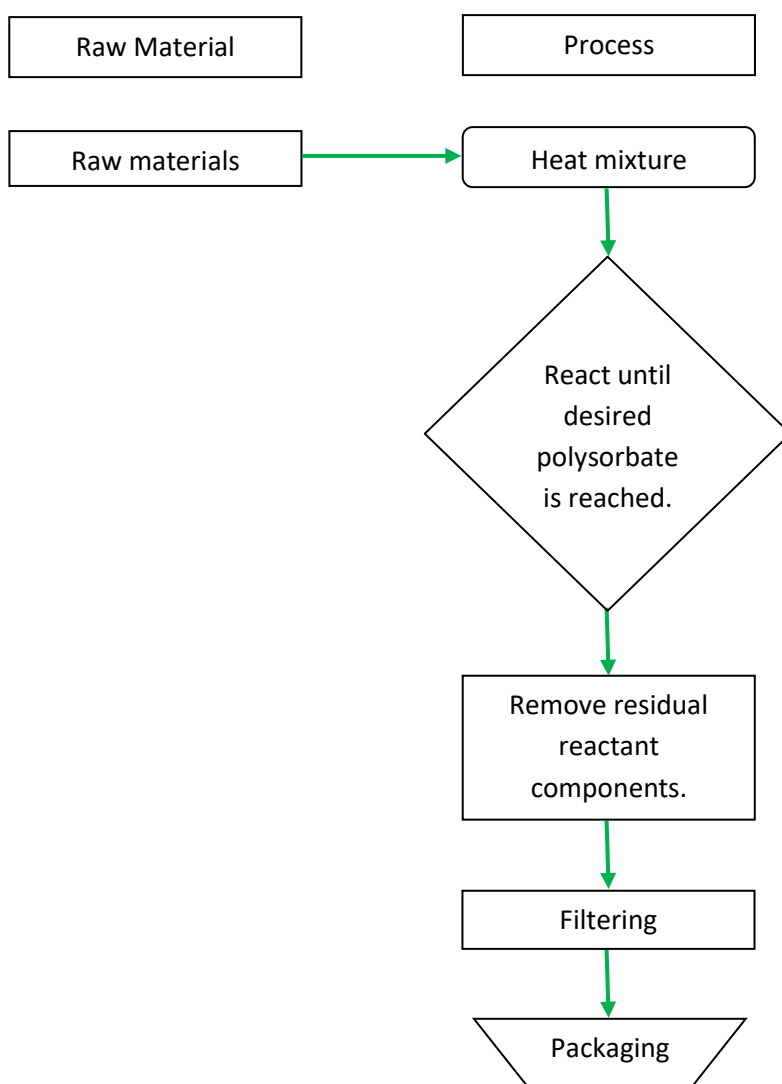 Raw Material
Process
Raw materials
Heat mixture
React until
desired
polysorbate
is reached.
Remove residual
reactant
components.
Filtering
Packaging